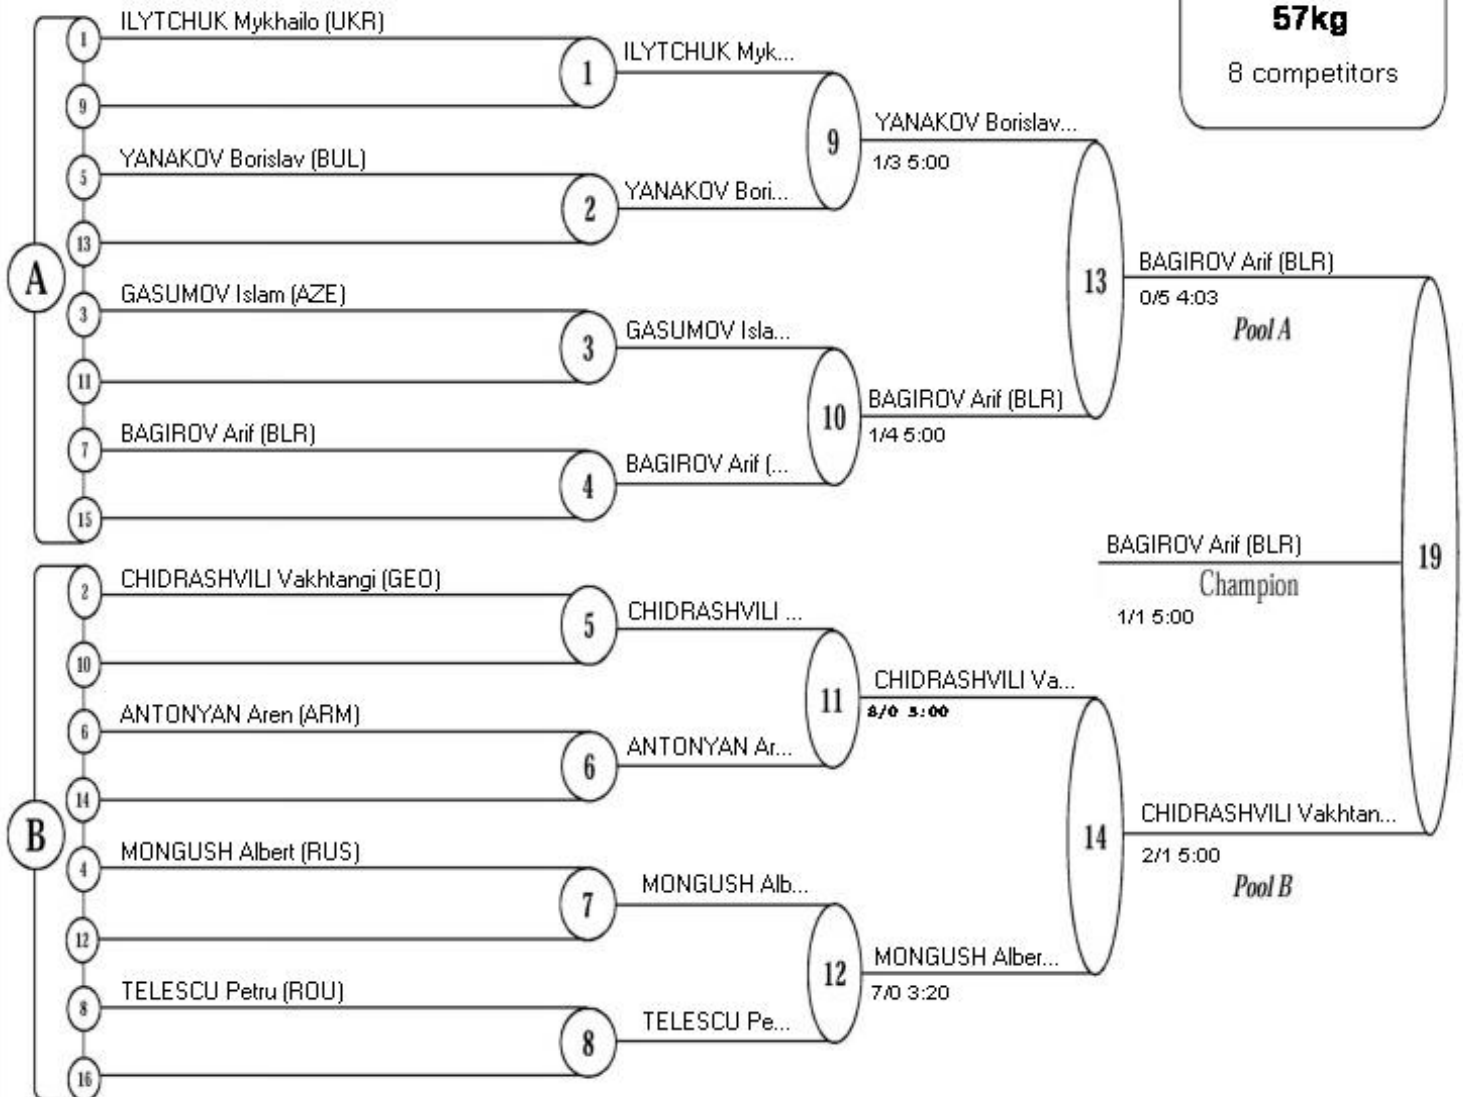 57kg
8 competitors
A
1
ILYTCHUK Mykhailo (UKR)
9
1
ILYTCHUK Myk...
5
YANAKOV Borislav (BUL)
13
2
YANAKOV Bori...
9
YANAKOV Borislav...
1/3 5:00
3
GASUMOV Islam (AZE)
11
3
GASUMOV Isla...
7
BAGIROV Arif (BLR)
15
4
BAGIROV Arif (...
10
BAGIROV Arif (BLR)
1/4 5:00
13
BAGIROV Arif (BLR)
0/5 4:03
Pool A
B
2
CHIDRASHVILI Vakhtangi (GEO)
10
5
CHIDRASHVILI ...
6
ANTONYAN Aren (ARM)
14
6
ANTONYAN Ar...
11
CHIDRASHVILI Va...
8/0 3:00
4
MONGUSH Albert (RUS)
12
7
MONGUSH Alb...
8
TELESCU Petru (ROU)
16
8
TELESCU Pe...
12
MONGUSH Alber...
7/0 3:20
14
CHIDRASHVILI Vakhtan...
2/1 5:00
Pool B
19
BAGIROV Arif (BLR)
Champion
1/1 5:00